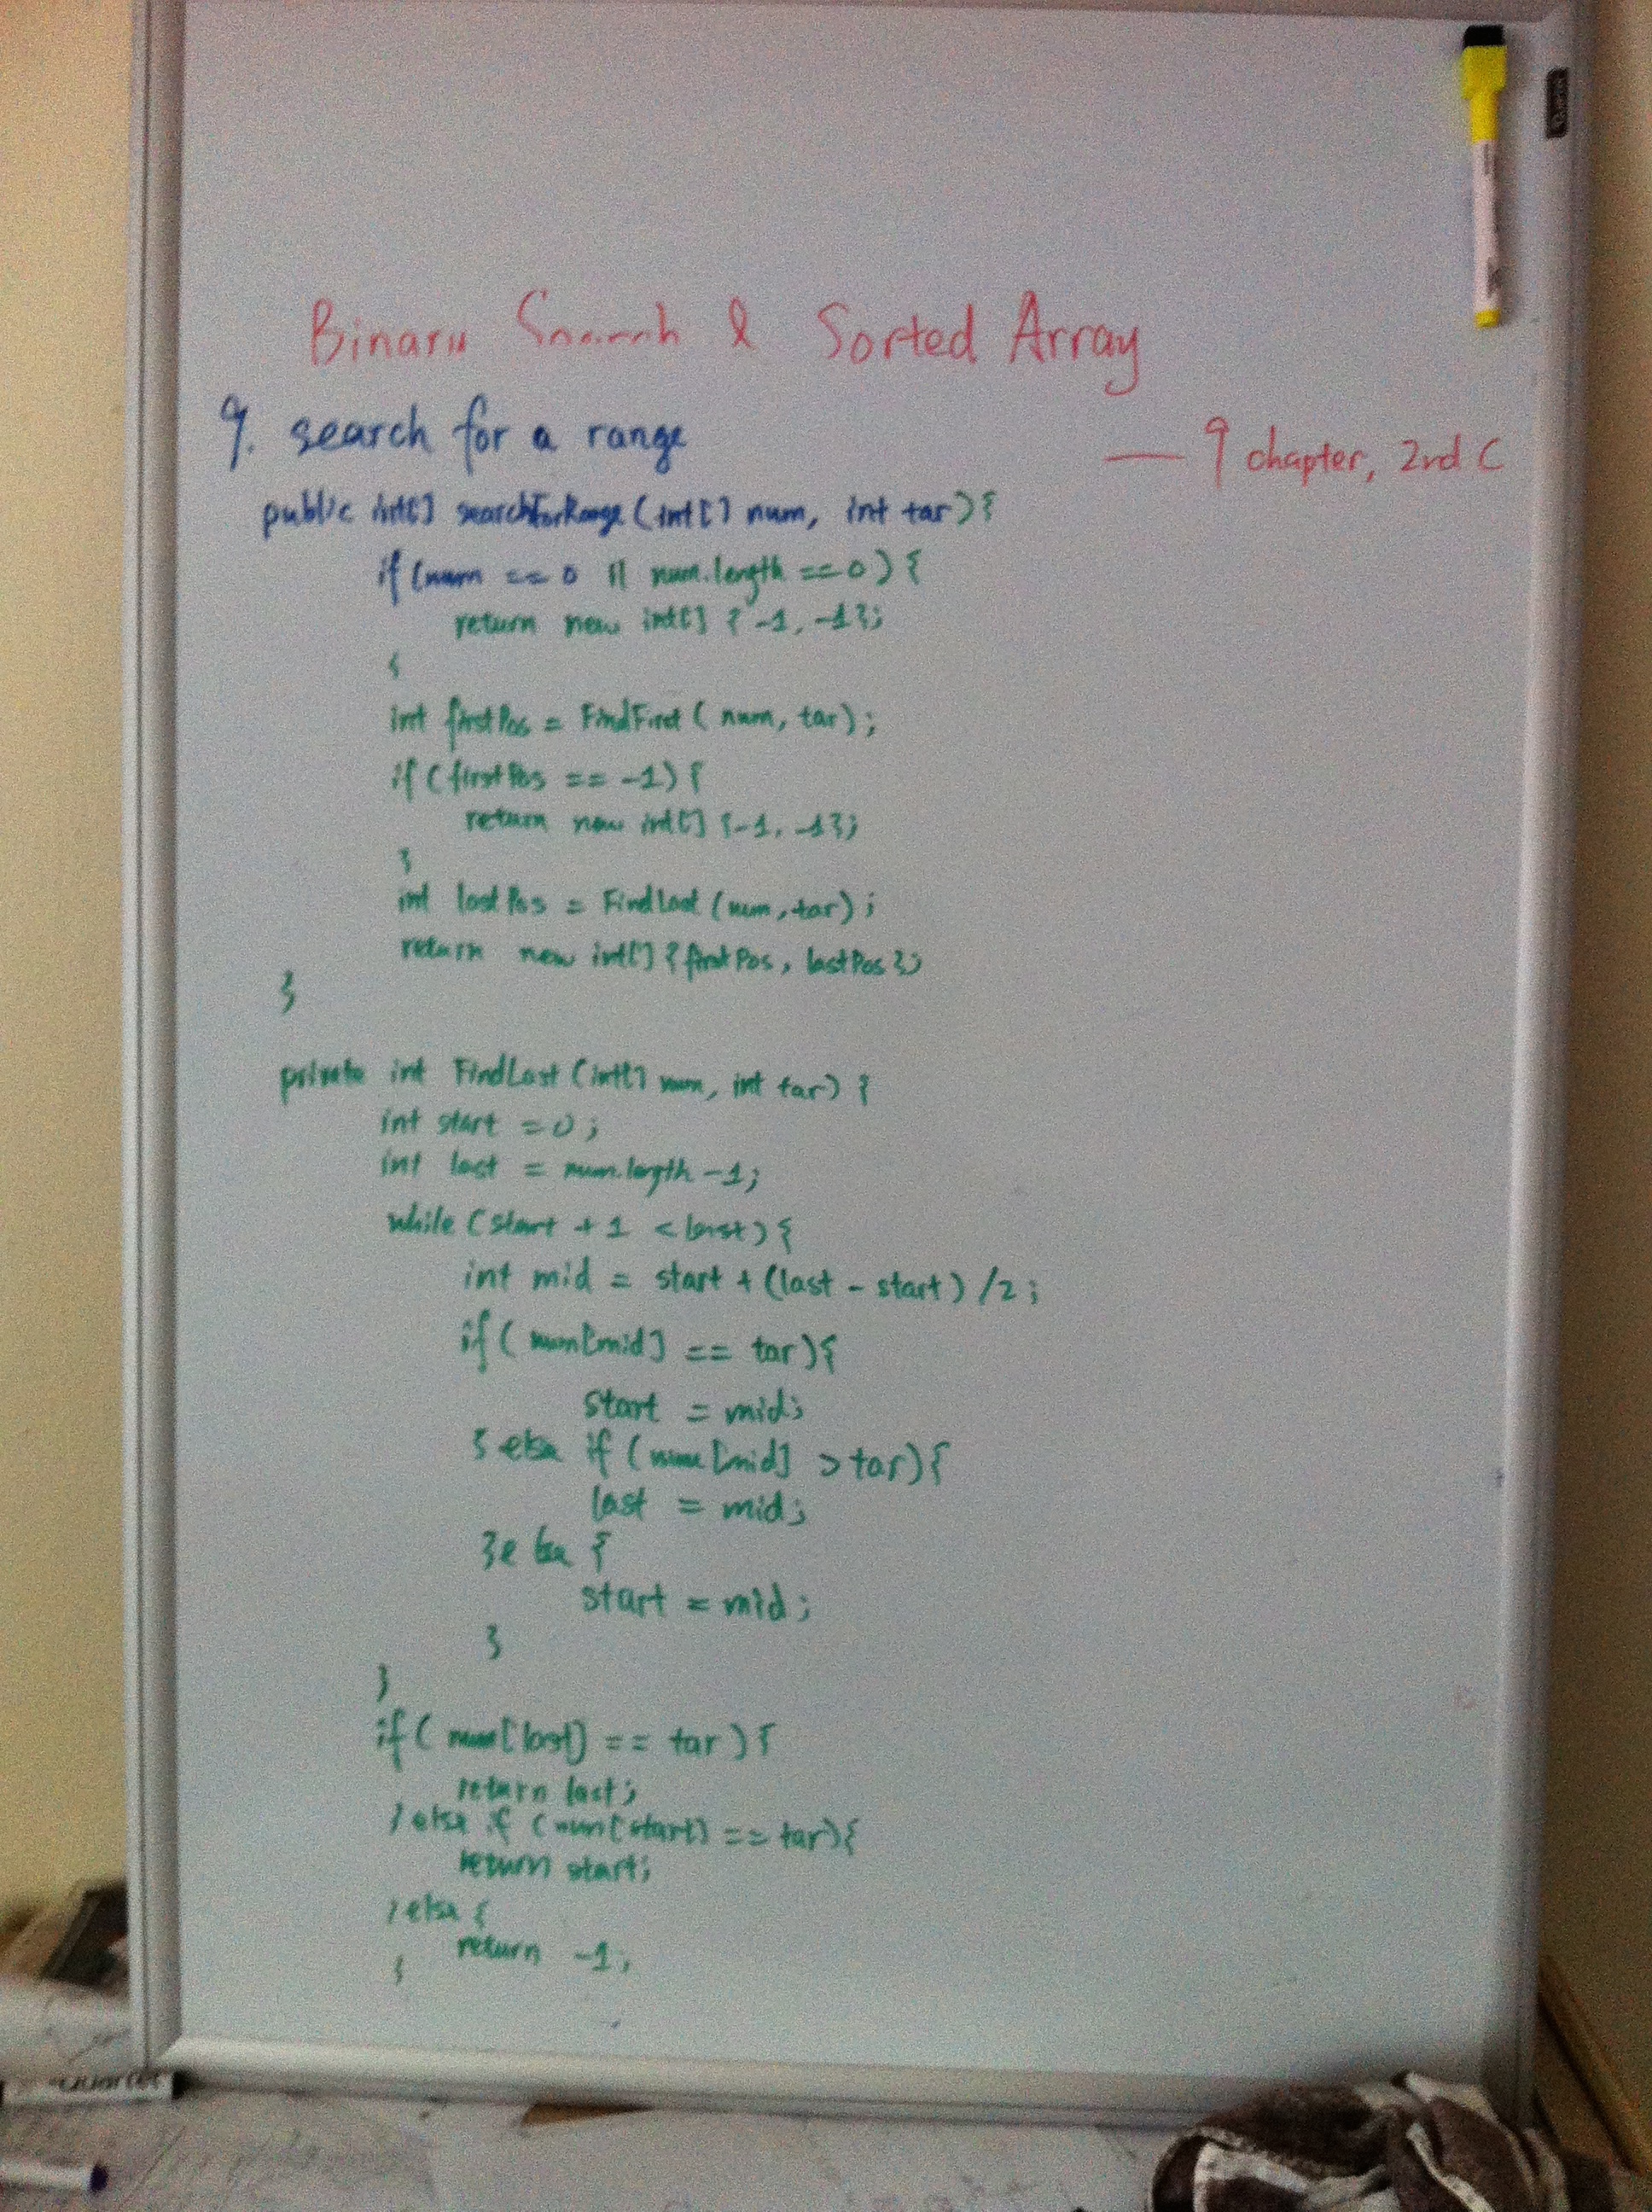 Binary Search & Sorted Array
9. search for a range
— 9 chapter, 2rd C
public int[] searchForRange(int[] num, int tar){
if(num == 0 || num.length == 0){
return new int[] {-1, -1};
}
int firstPos = FindFirst(num, tar);
if(firstPos == -1){
return new int[] {-1, -1};
}
int lastPos = FindLast(num, tar);
return new int[] {firstPos, lastPos};
}
private int FindLast(int[] num, int tar) {
int start = 0;
int last = num.length - 1;
while (start + 1 < last){
int mid = start + (last - start) / 2;
if(num[mid] == tar){
start = mid;
} else if(num[mid] > tar){
last = mid;
} else {
start = mid;
}
}
if(num[last] == tar){
return last;
} else if (num[start] == tar){
return start;
} else {
return -1;
}
Quartet